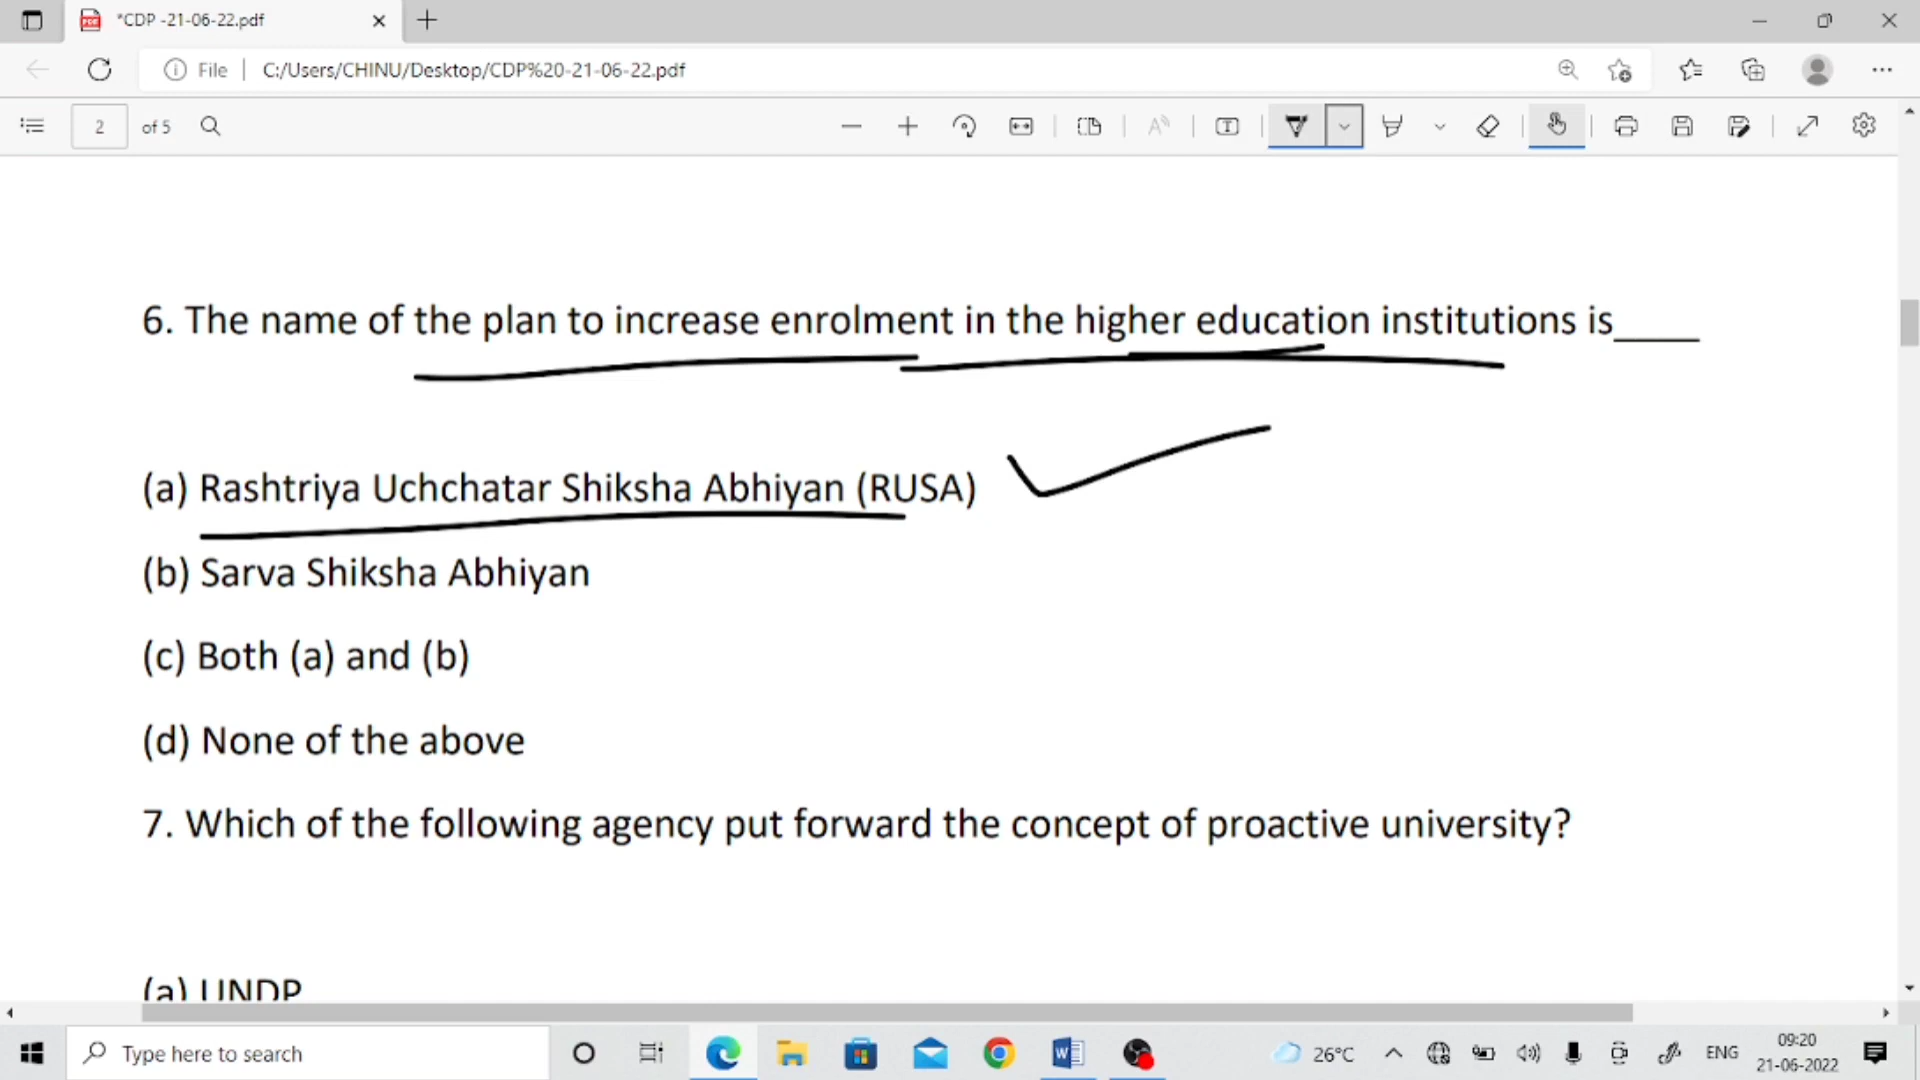 *CDP -21-06-22.pdf
File
C:/Users/CHINU/Desktop/CDP%20-21-06-22.pdf
2 of 5
6. The name of the plan to increase enrolment in the higher education institutions is_____
(a) Rashtriya Uchchatar Shiksha Abhiyan (RUSA)
(b) Sarva Shiksha Abhiyan
(c) Both (a) and (b)
(d) None of the above
7. Which of the following agency put forward the concept of proactive university?
(a) UNDP
Type here to search
26°C
ENG
09:20
21-06-2022